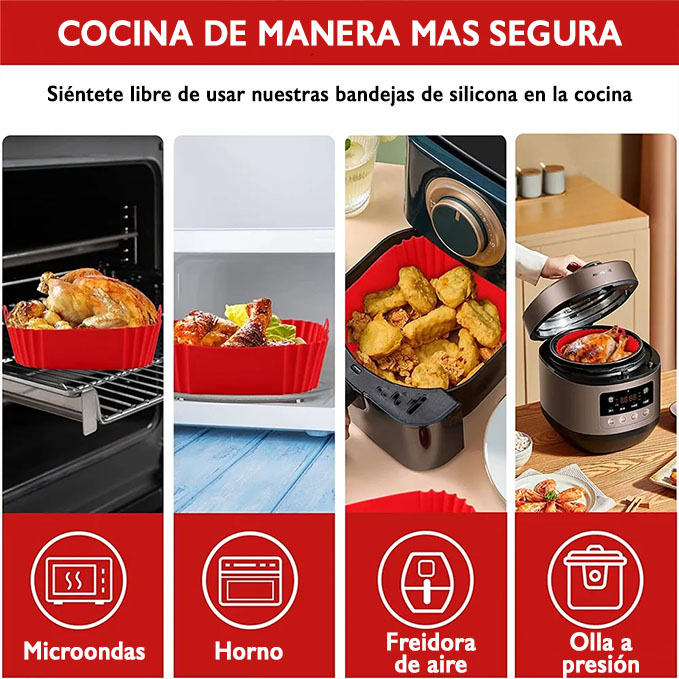 COCINA DE MANERA MAS SEGURA
Siéntete libre de usar nuestras bandejas de silicona en la cocina
Microondas
Horno
Freidora
de aire
Olla a
presión